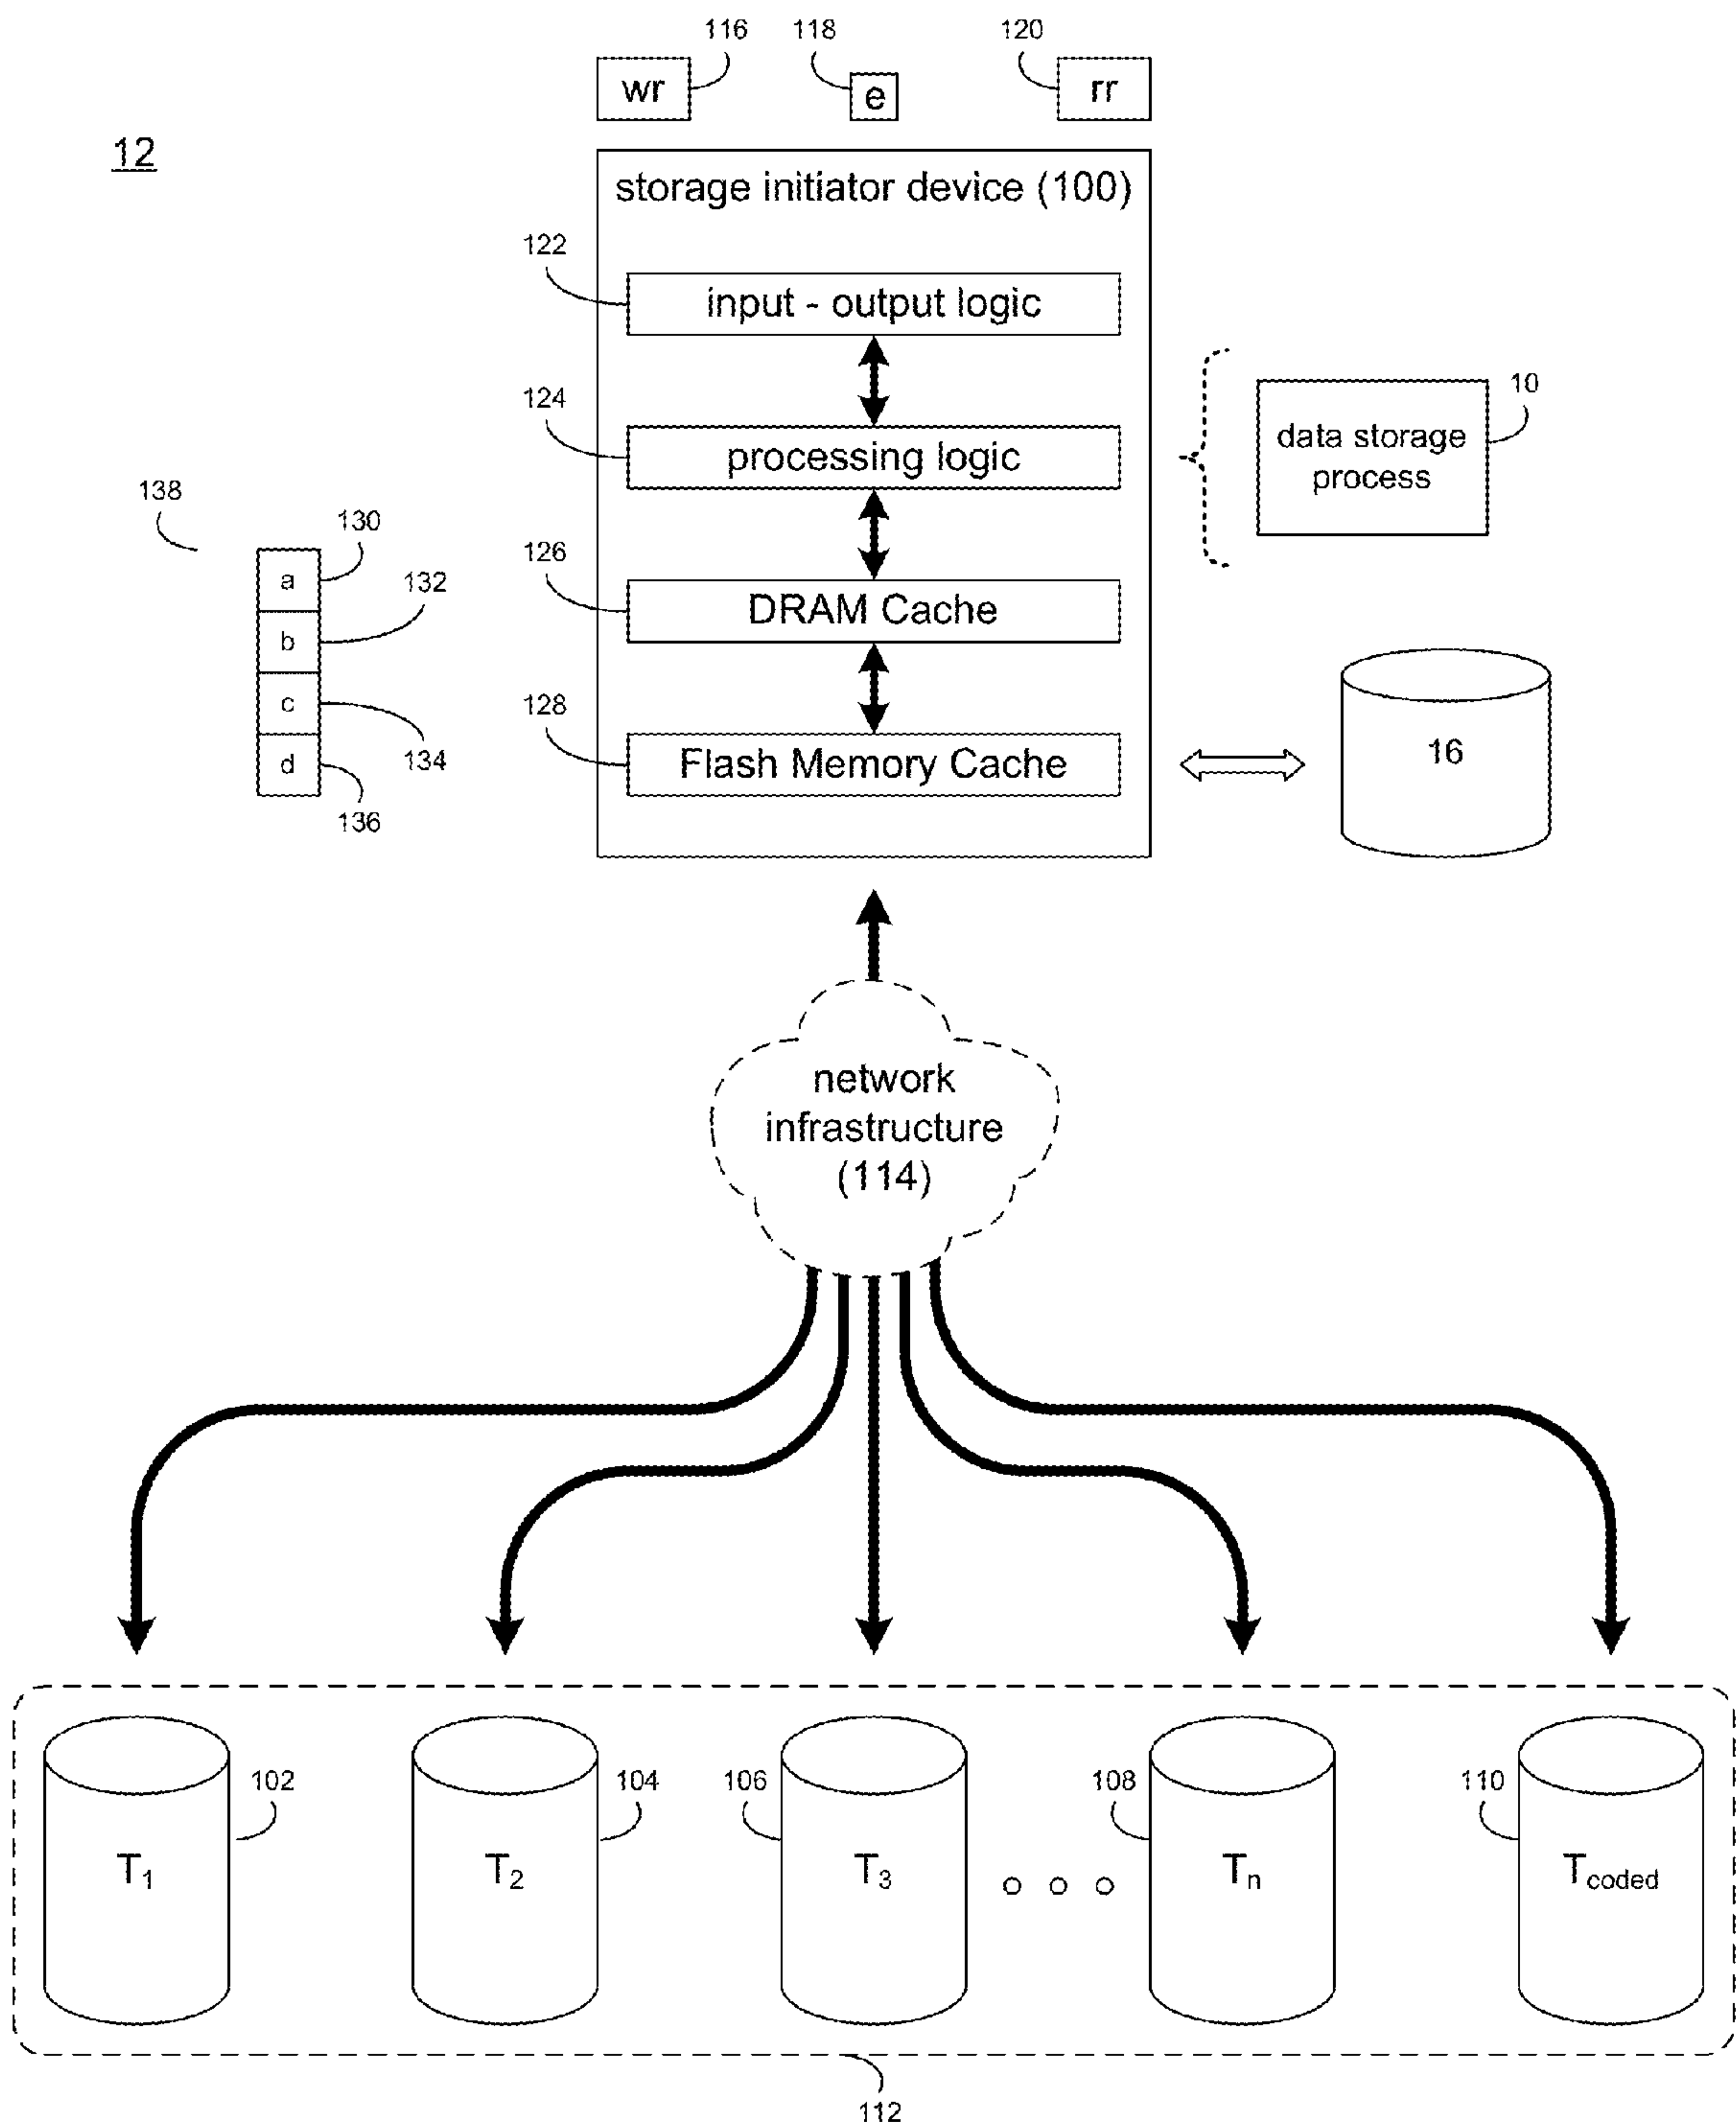 116
118
120
wr
e
rr
12
storage initiator device (100)
122
input - output logic
124
processing logic
10
data storage
process
138
130
a
132
b
126
DRAM Cache
c
134
d
136
128
Flash Memory Cache
16
network
infrastructure
(114)
102
104
106
108
110
T1
T2
T3
Tn
Tcoded
112